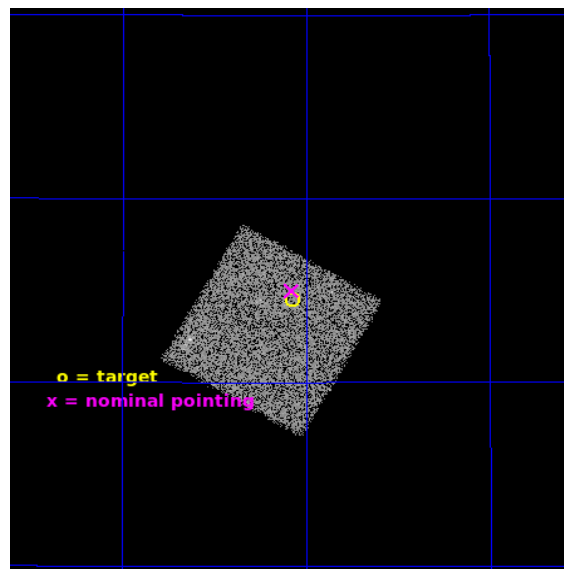 o = target
x = nominal pointing